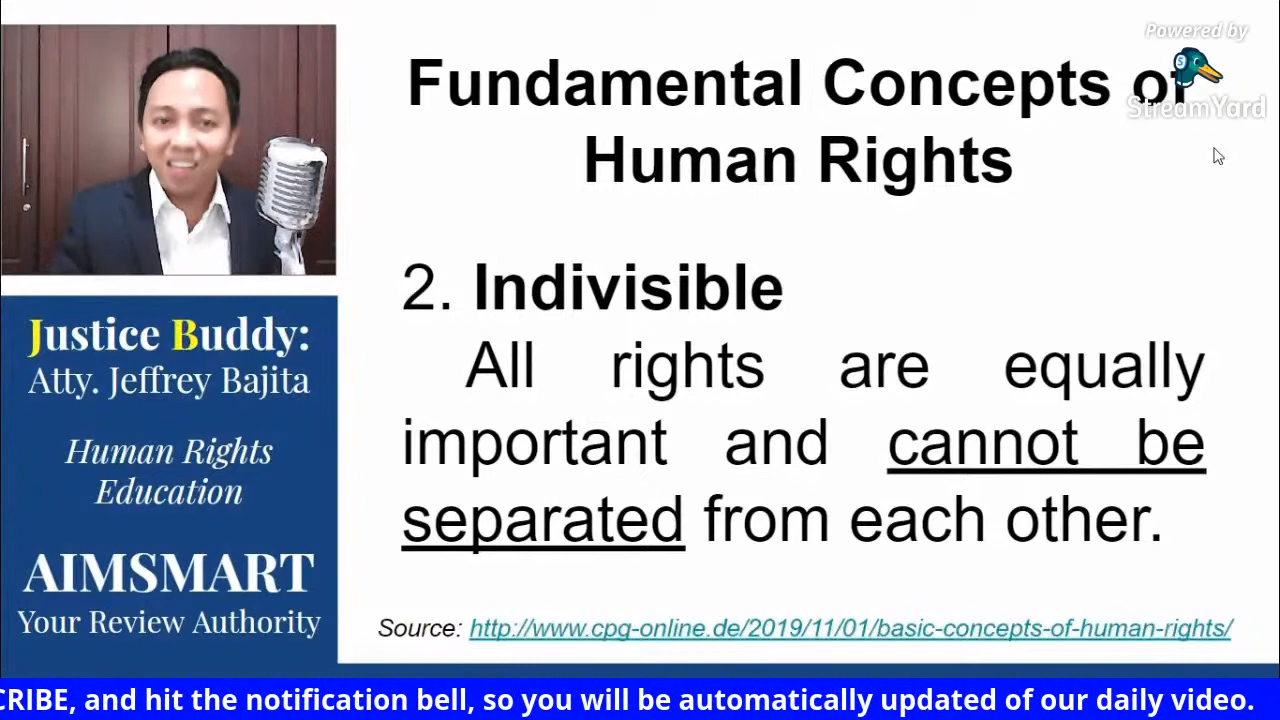 Powered by
StreamYard
Fundamental Concepts of
Human Rights
2. Indivisible
All rights are equally
important and cannot be
separated from each other.
Source: http://www.cpg-online.de/2019/11/01/basic-concepts-of-human-rights/
Justice Buddy:
Atty. Jeffrey Bajita
Human Rights
Education
AIMSMART
Your Review Authority
CRIBE, and hit the notification bell, so you will be automatically updated of our daily video.